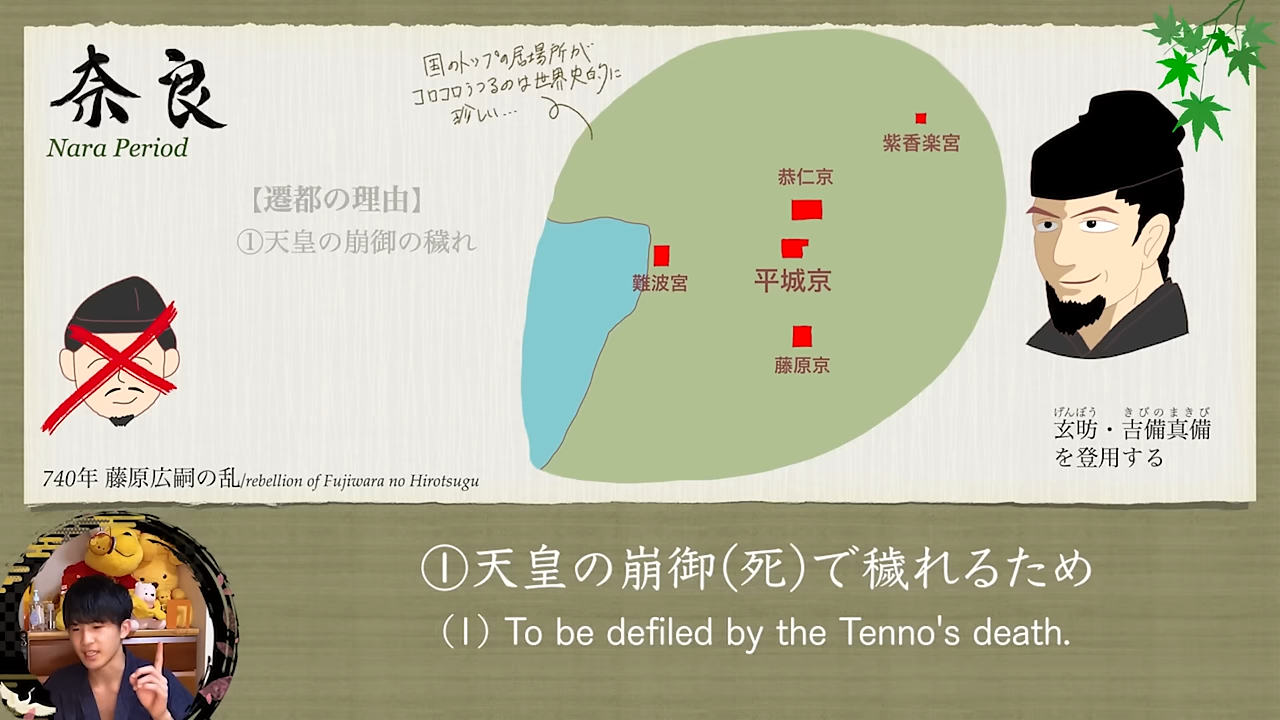 奈良
Nara Period
国のトップの居場所が
コロコロうつるのは世界史的に
珍しい…
【遷都の理由】
①天皇の崩御の穢れ
紫香楽宮
恭仁京
難波宮
平城京
藤原京
げんぼう きびのまきび
玄昉・吉備真備
を登用する
740年 藤原広嗣の乱/rebellion of Fujiwara no Hirotsugu
①天皇の崩御(死)で穢れるため
(1) To be defiled by the Tenno's death.